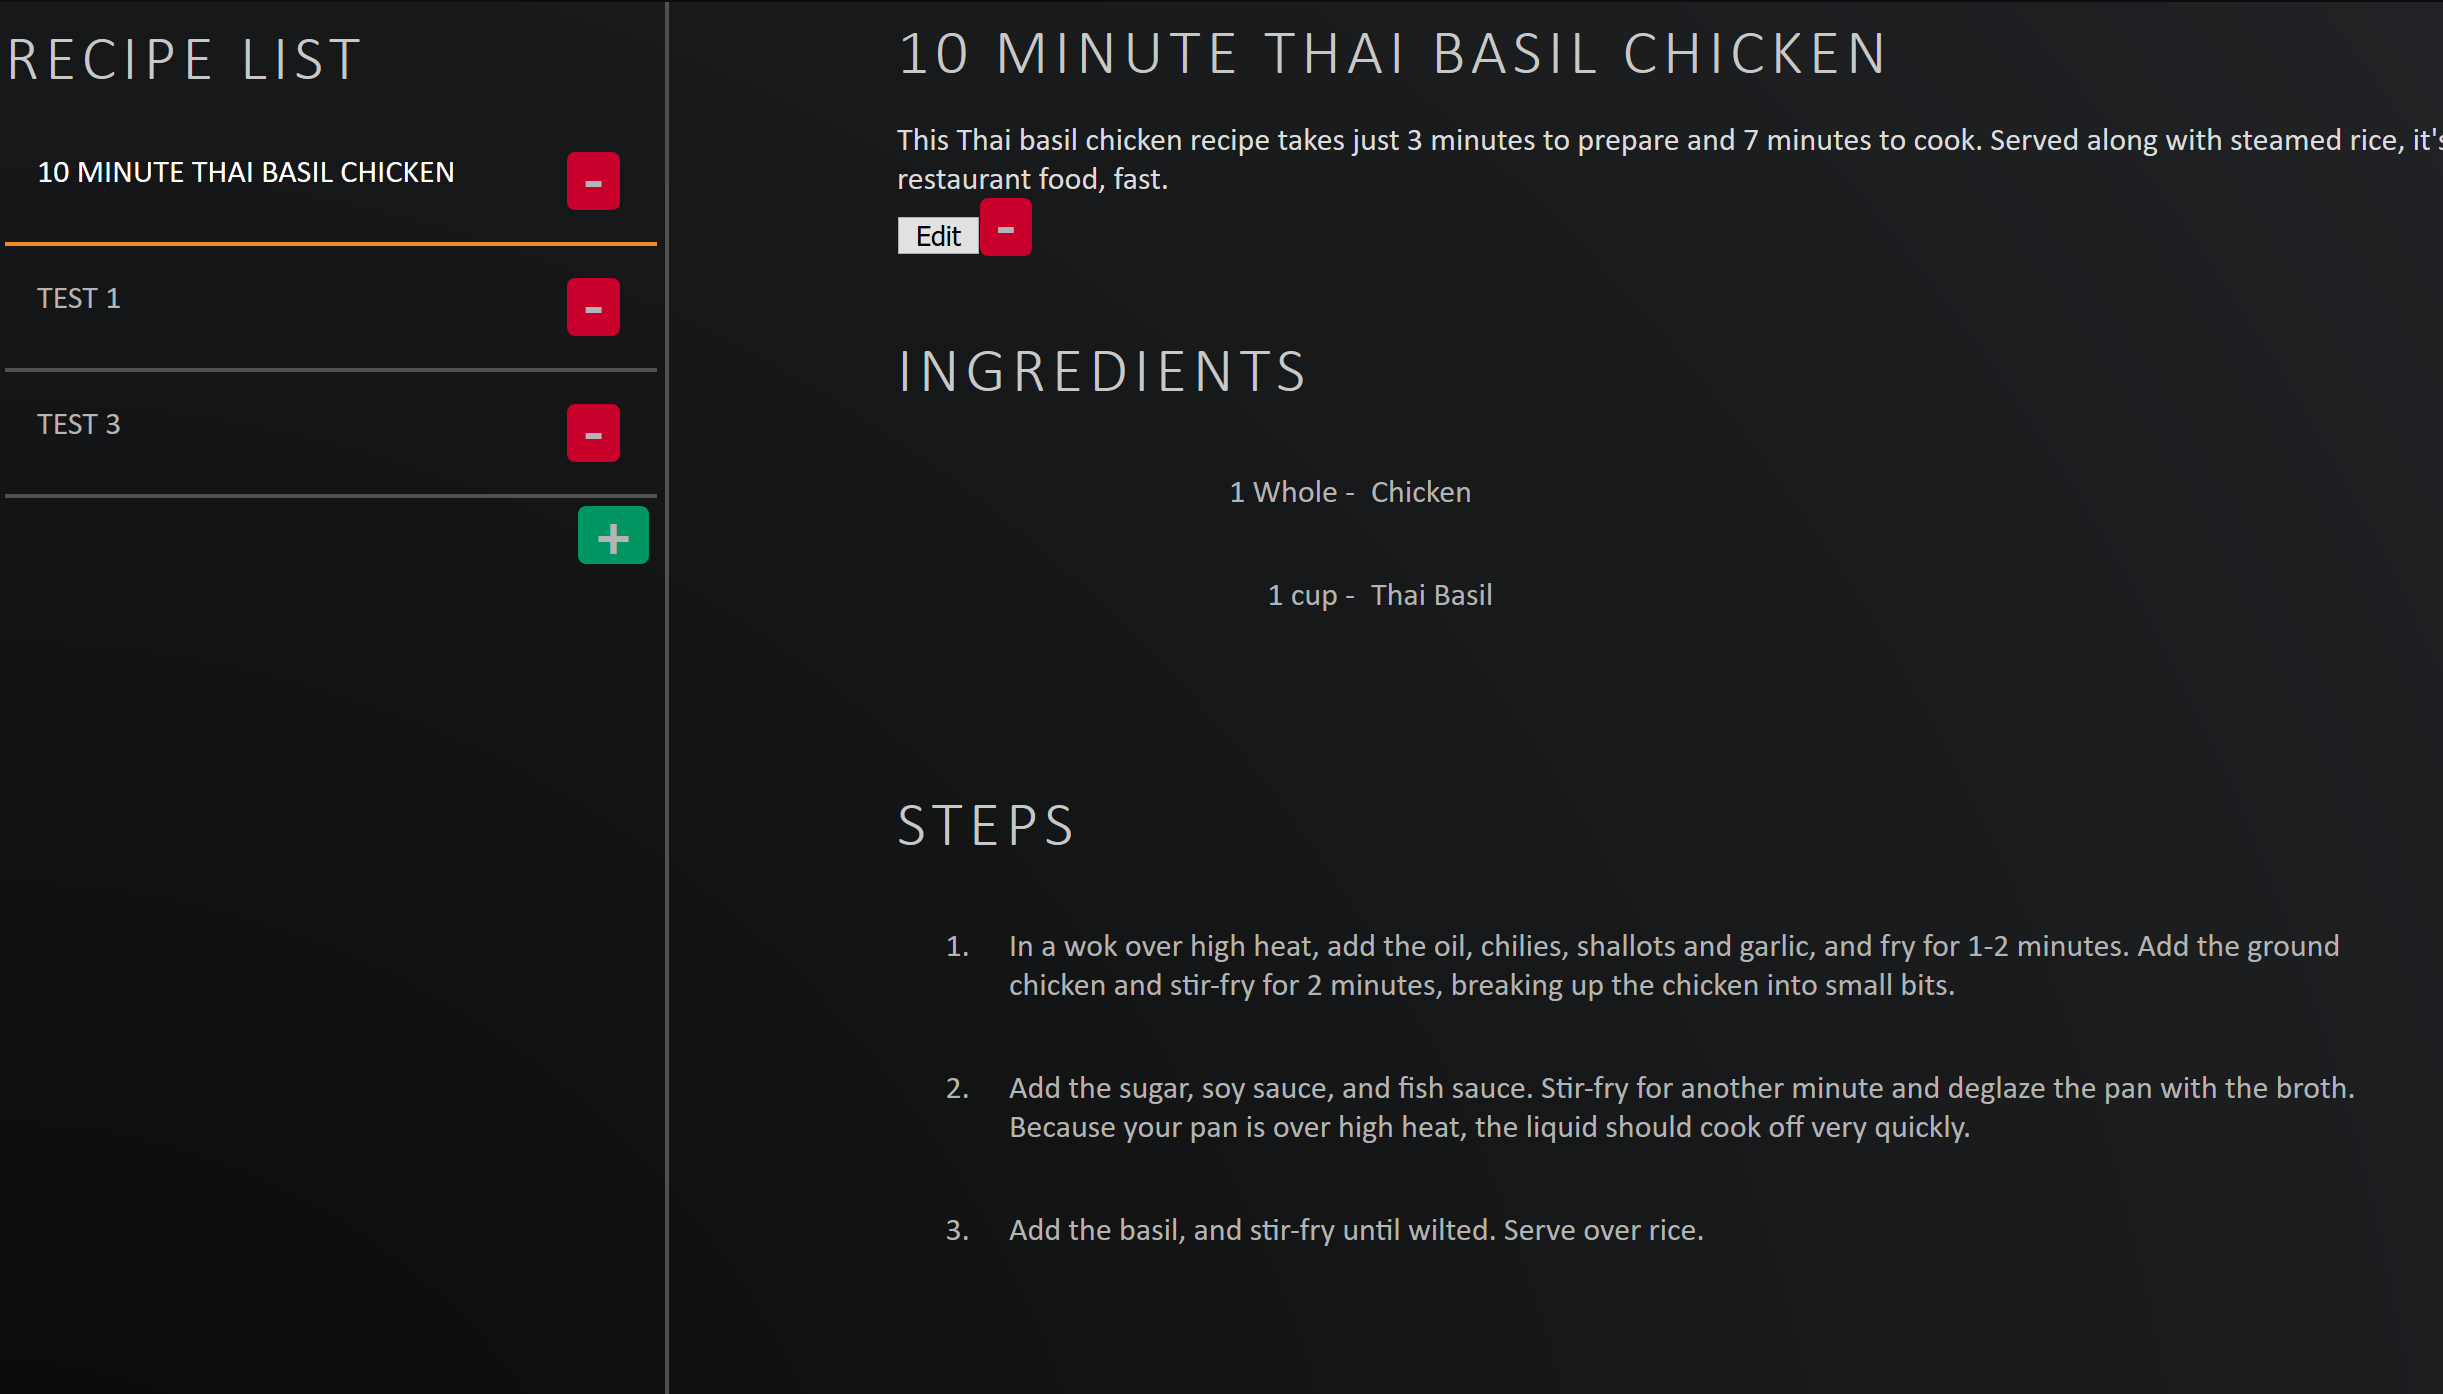 RECIPE LIST
10 MINUTE THAI BASIL CHICKEN
-
TEST 1
-
TEST 3
-
+
10 MINUTE THAI BASIL CHICKEN
This Thai basil chicken recipe takes just 3 minutes to prepare and 7 minutes to cook. Served along with steamed rice, it's
restaurant food, fast.
Edit -
INGREDIENTS
1 Whole - Chicken
1 cup - Thai Basil
STEPS
1. In a wok over high heat, add the oil, chilies, shallots and garlic, and fry for 1-2 minutes. Add the ground
chicken and stir-fry for 2 minutes, breaking up the chicken into small bits.
2. Add the sugar, soy sauce, and fish sauce. Stir-fry for another minute and deglaze the pan with the broth.
Because your pan is over high heat, the liquid should cook off very quickly.
3. Add the basil, and stir-fry until wilted. Serve over rice.